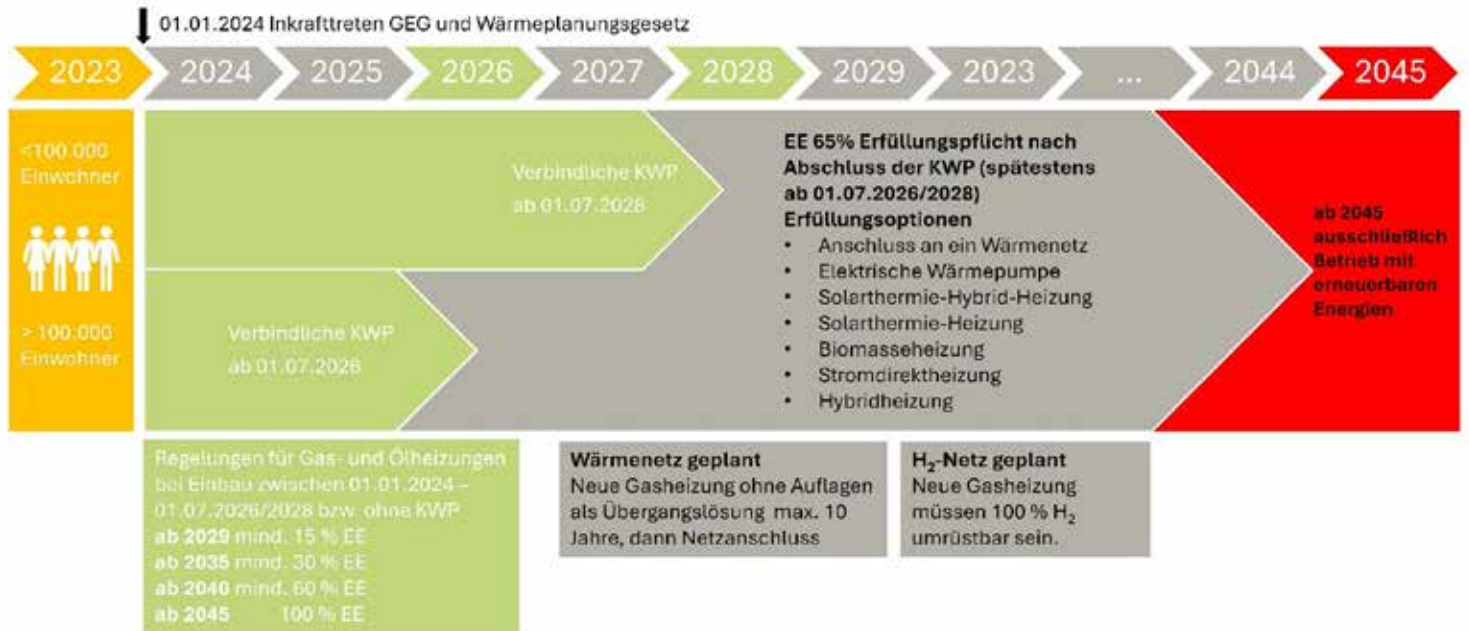 01.01.2024 Inkrafttreten GEG und Wärmeplanungsgesetz
2023
2024
2025
2026
2027
2028
2029
2023
...
2044
2045
<100.000
Einwohner
> 100.000
Einwohner
Verbindliche KWP
ab 01.07.2028
Verbindliche KWP
ab 01.07.2026
EE 65% Erfüllungspflicht nach
Abschluss der KWP (spätestens
ab 01.07.2026/2028)
Erfüllungsoptionen
• Anschluss an ein Wärmenetz
• Elektrische Wärmepumpe
• Solarthermie-Hybrid-Heizung
• Solarthermie-Heizung
• Biomasseheizung
• Stromdirektheizung
• Hybridheizung
ab 2045
ausschließlich
Betrieb mit
erneuerbaren
Energien
Regelungen für Gas- und Ölheizungen
bei Einbau zwischen 01.01.2024 –
01.07.2026/2028 bzw. ohne KWP
ab 2029 mind. 15 % EE
ab 2035 mind. 30 % EE
ab 2040 mind. 60 % EE
ab 2045 100 % EE
Wärmenetz geplant
Neue Gasheizung ohne Auflagen
als Übergangslösung max. 10
Jahre, dann Netzanschluss
H₂-Netz geplant
Neue Gasheizung
müssen 100 % H₂
umrüstbar sein.